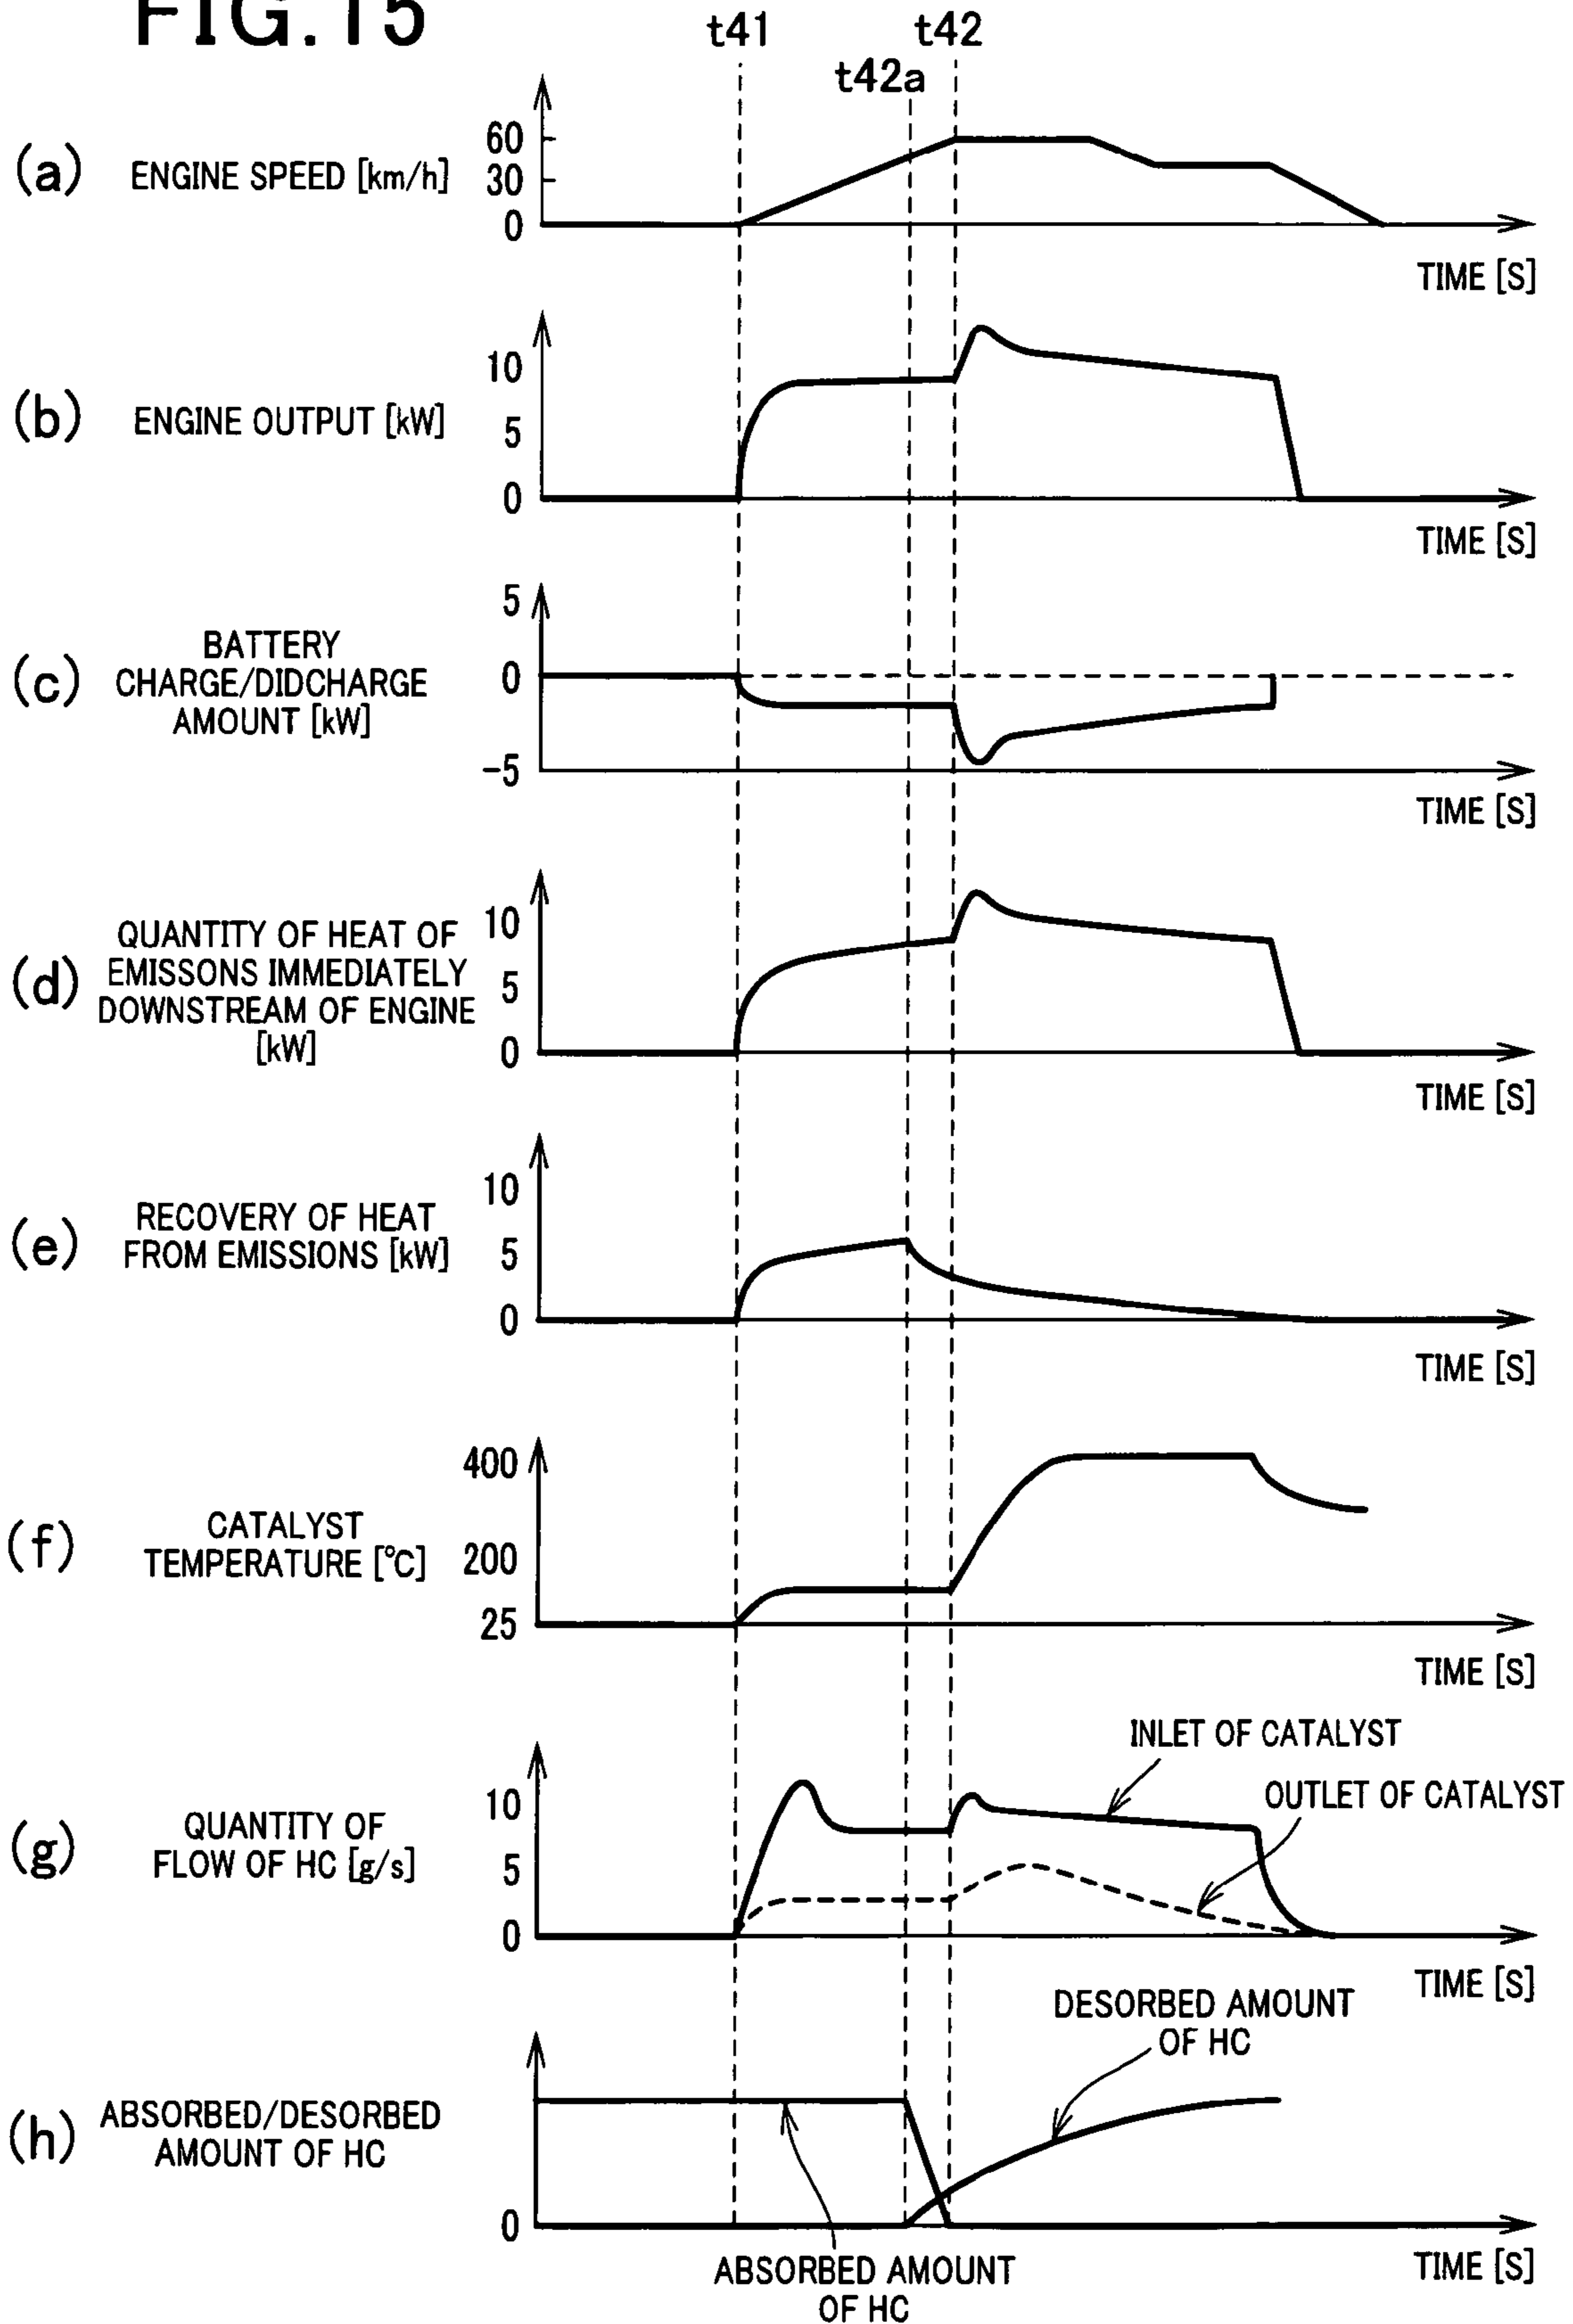 FIG.15
t41
t42
t42a
(a)
ENGINE SPEED [km/h]
60
30
0
TIME [S]
(b)
ENGINE OUTPUT [kW]
10
5
0
TIME [S]
(c)
BATTERY
CHARGE/DIDCHARGE
AMOUNT [kW]
5
0
-5
TIME [S]
(d)
QUANTITY OF HEAT OF
EMISSONS IMMEDIATELY
DOWNSTREAM OF ENGINE
[kW]
10
5
0
TIME [S]
(e)
RECOVERY OF HEAT
FROM EMISSIONS [kW]
10
5
0
TIME [S]
(f)
CATALYST
TEMPERATURE [°C]
400
200
25
TIME [S]
(g)
QUANTITY OF
FLOW OF HC [g/s]
10
5
0
INLET OF CATALYST
OUTLET OF CATALYST
TIME [S]
(h)
ABSORBED/DESORBED
AMOUNT OF HC
0
DESORBED AMOUNT
OF HC
ABSORBED AMOUNT
OF HC
TIME [S]